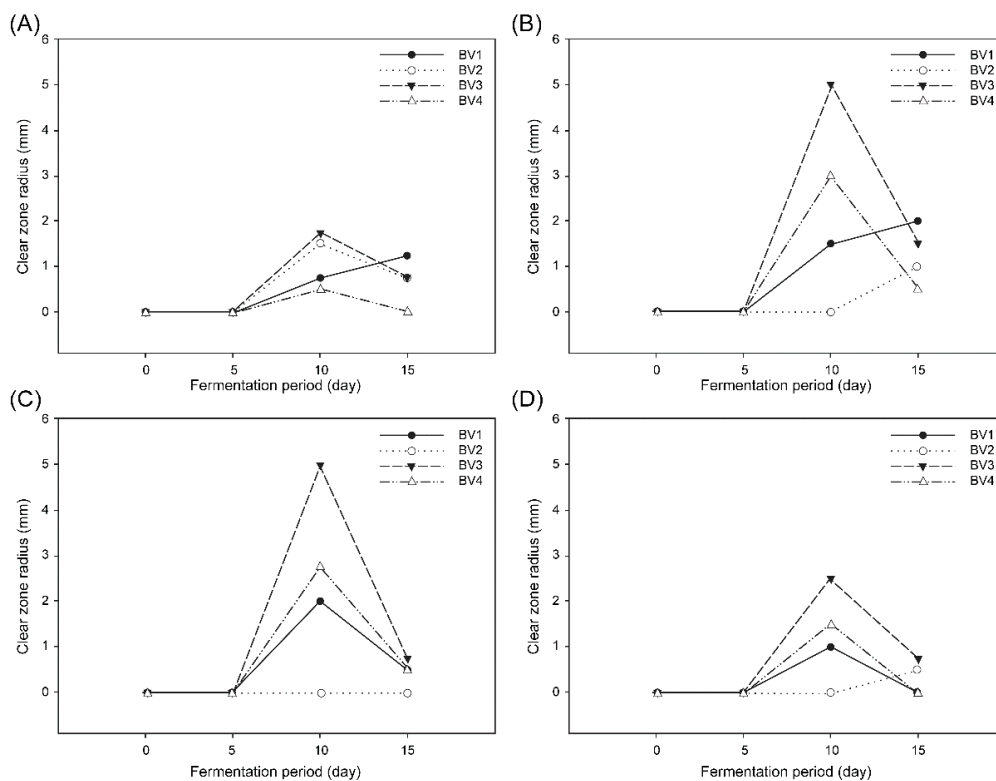 (A)
6
5
4
3
2
1
0
Clear zone radius (mm)
BV1
BV2
BV3
BV4
0 5 10 15
Fermentation period (day)
(B)
6
5
4
3
2
1
0
Clear zone radius (mm)
BV1
BV2
BV3
BV4
0 5 10 15
Fermentation period (day)
(C)
6
5
4
3
2
1
0
Clear zone radius (mm)
BV1
BV2
BV3
BV4
0 5 10 15
Fermentation period (day)
(D)
6
5
4
3
2
1
0
Clear zone radius (mm)
BV1
BV2
BV3
BV4
0 5 10 15
Fermentation period (day)